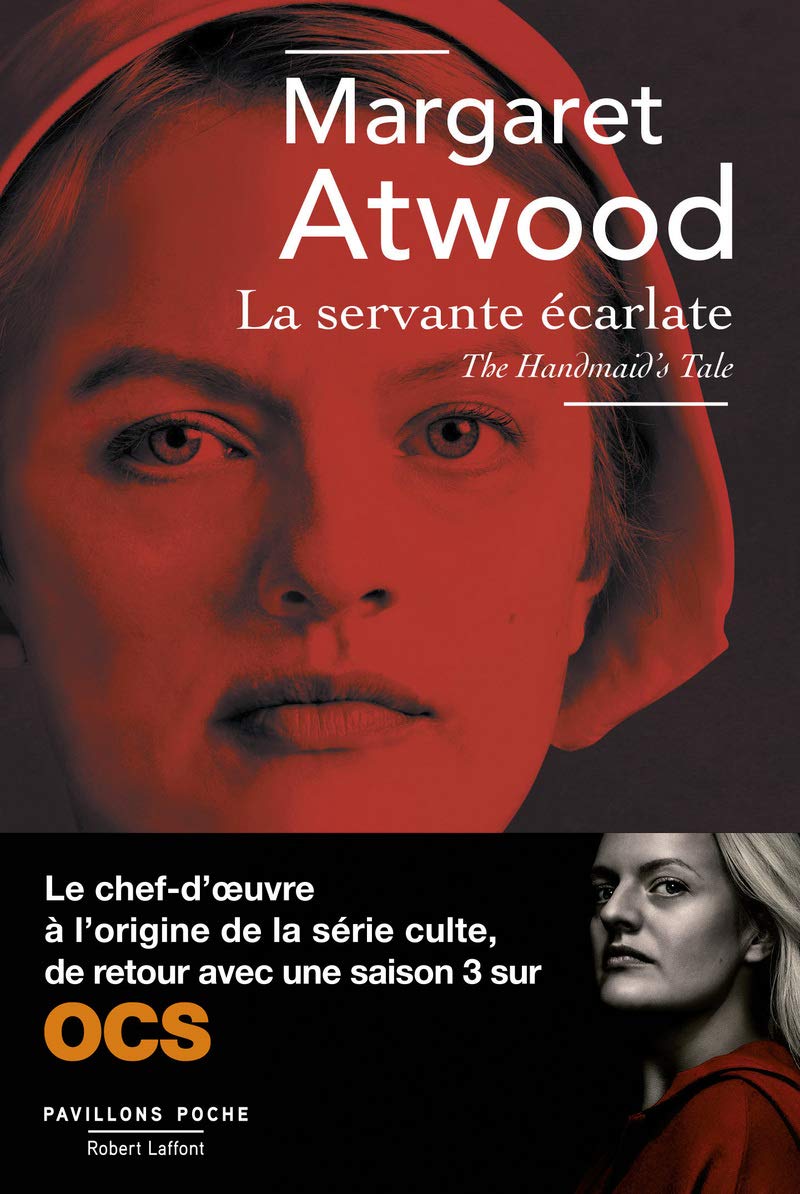 Margaret
Atwood
La servante écarlate
The Handmaid's Tale
Le chef-d'œuvre
à l'origine de la série culte,
de retour avec une saison 3 sur
OCS
PAVILLONS POCHE
Robert Laffont